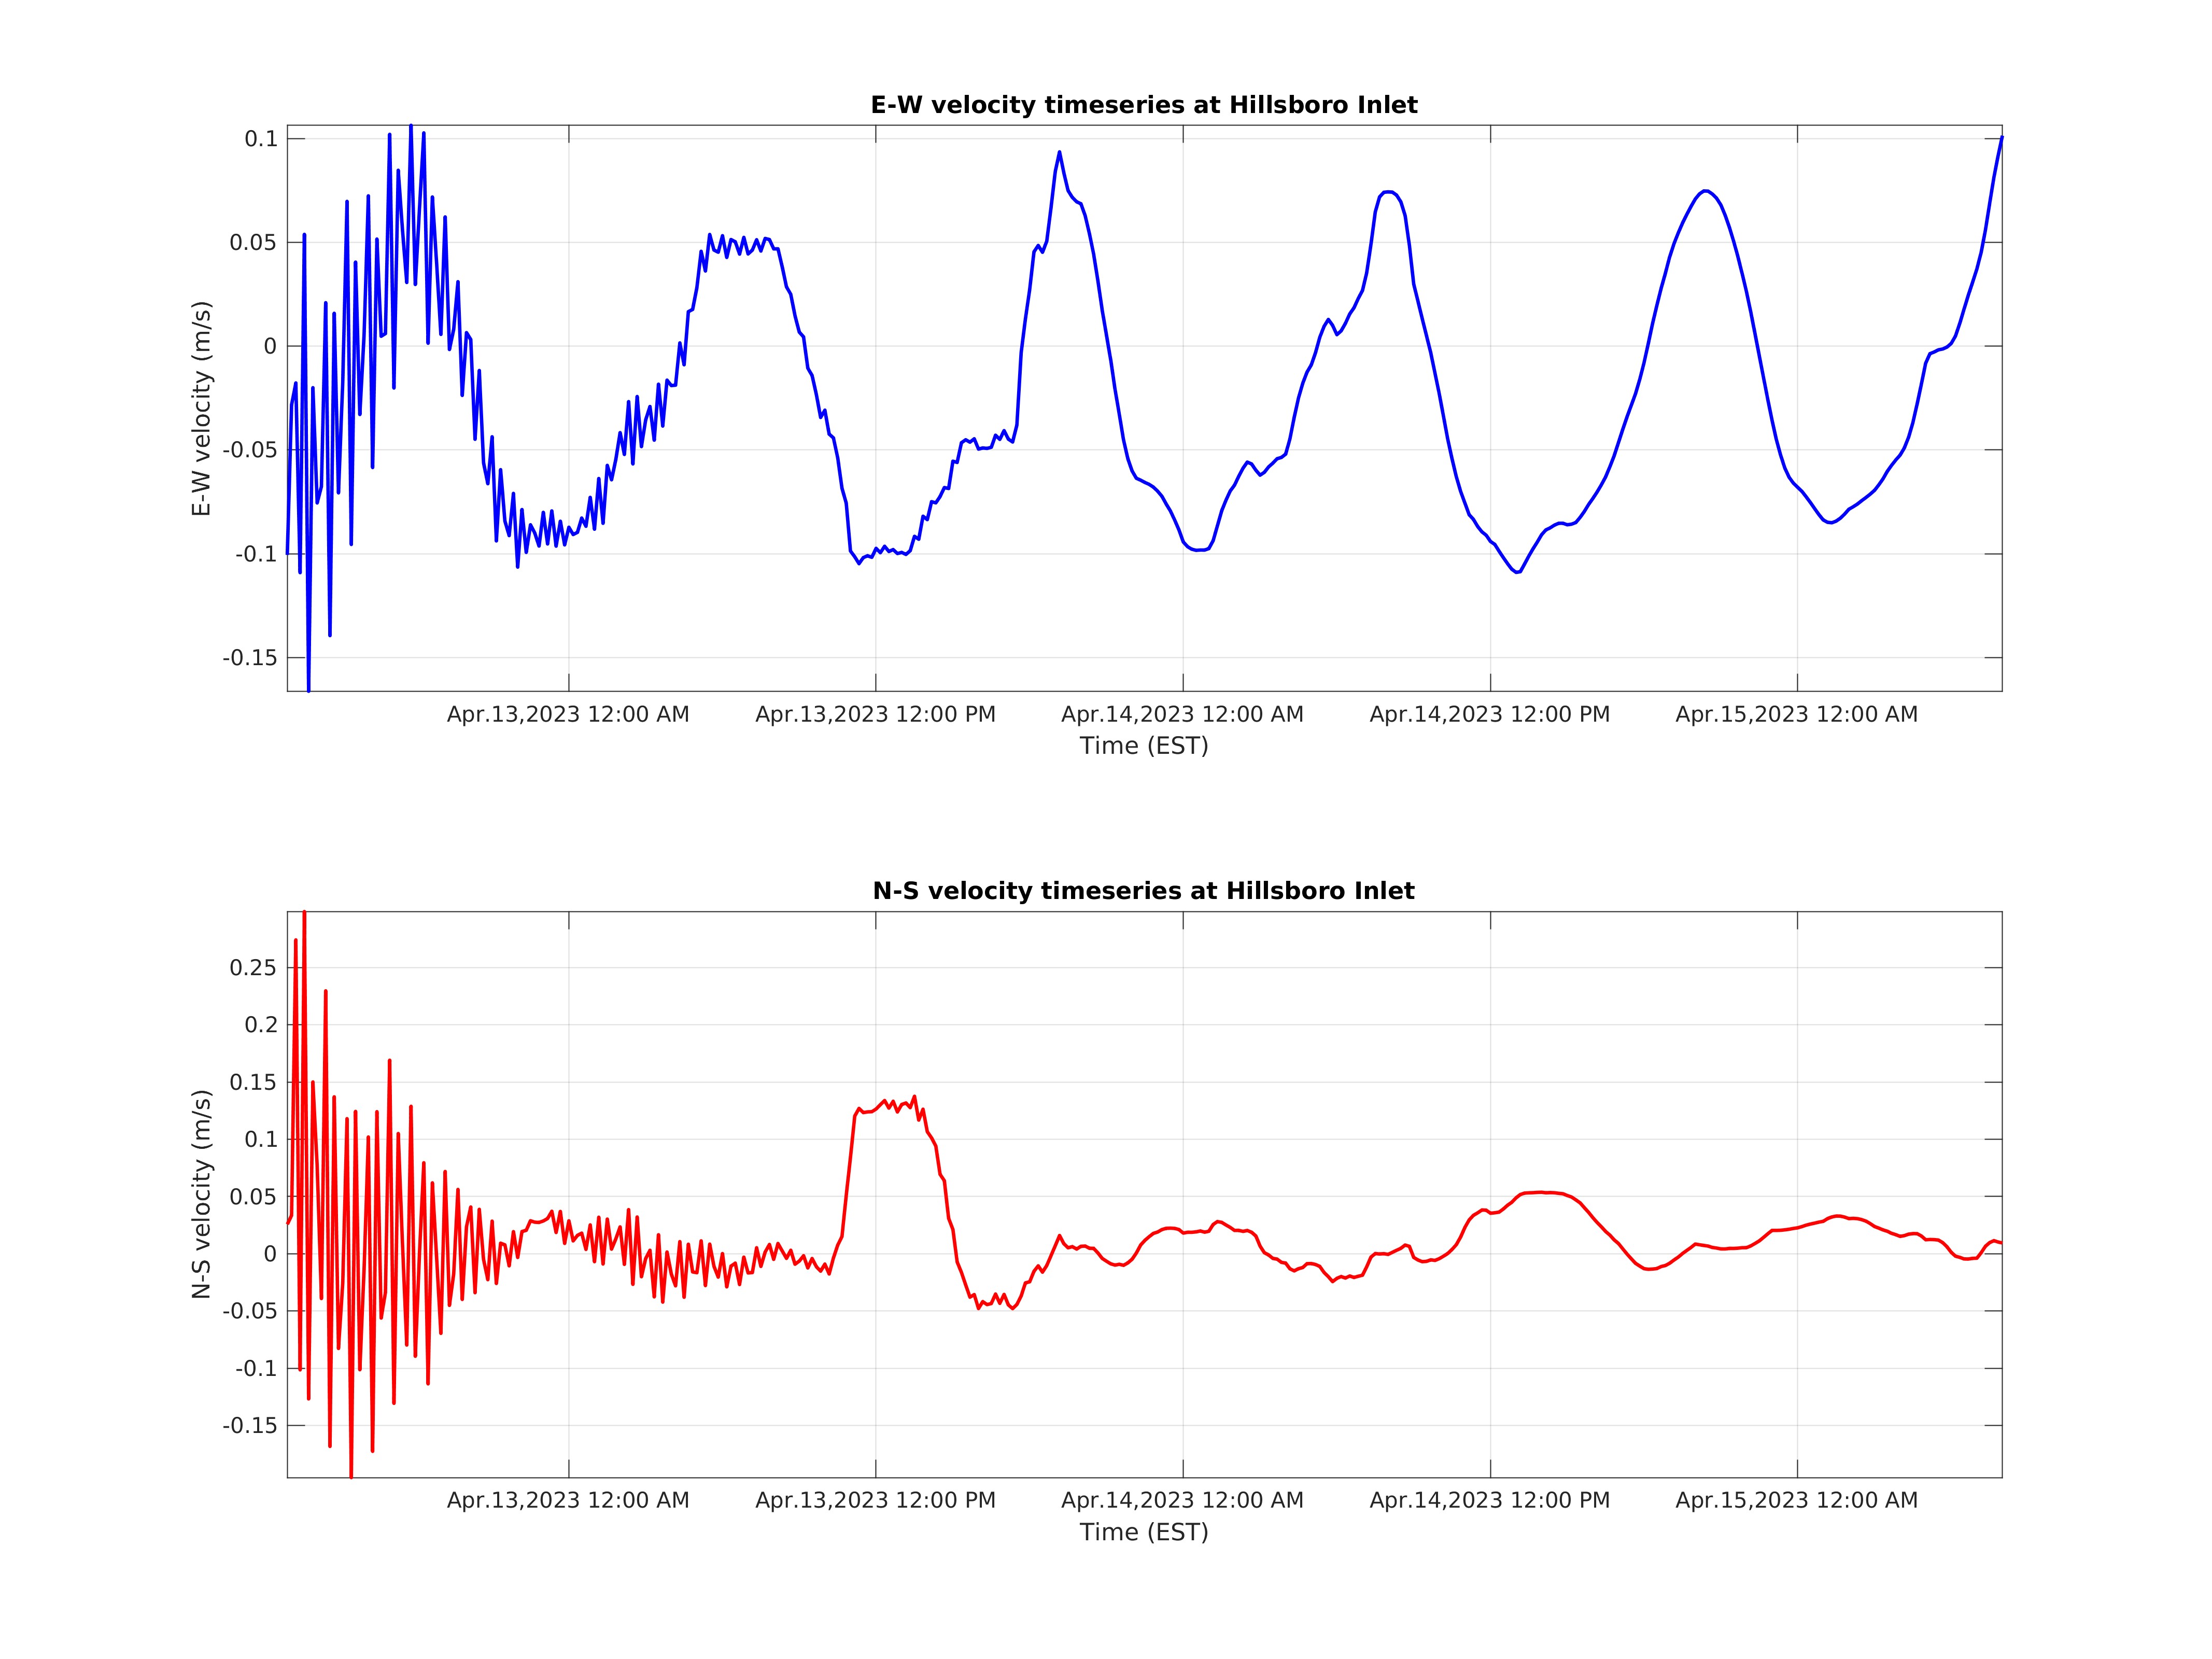 E-W velocity timeseries at Hillsboro Inlet
E-W velocity (m/s)
0.1
0.05
0
-0.05
-0.1
-0.15
Apr.13,2023 12:00 AM
Apr.13,2023 12:00 PM
Apr.14,2023 12:00 AM
Apr.14,2023 12:00 PM
Apr.15,2023 12:00 AM
Time (EST)
N-S velocity timeseries at Hillsboro Inlet
N-S velocity (m/s)
0.25
0.2
0.15
0.1
0.05
0
-0.05
-0.1
-0.15
Apr.13,2023 12:00 AM
Apr.13,2023 12:00 PM
Apr.14,2023 12:00 AM
Apr.14,2023 12:00 PM
Apr.15,2023 12:00 AM
Time (EST)